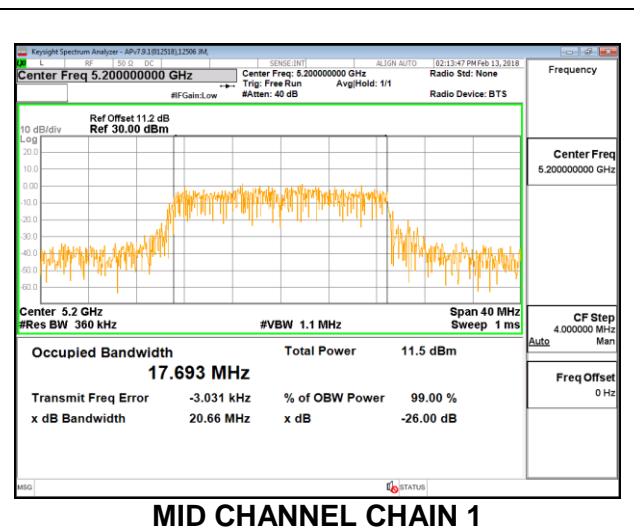 Keysight Spectrum Analyzer - APv7.9.1(012518),12506 JM,
L RF 50 Ω DC SENSE:INT ALIGN AUTO 02:13:47 PM Feb 13, 2018
Center Freq 5.200000000 GHz
Center Freq: 5.200000000 GHz
Radio Std: None
Trig: Free Run Avg|Hold: 1/1
#IFGain:Low #Atten: 40 dB
Radio Device: BTS
Frequency
Ref Offset 11.2 dB
10 dB/div Ref 30.00 dBm
Log
20.0
10.0
0.00
-10.0
-20.0
-30.0
-40.0
-50.0
-60.0
Center 5.2 GHz Span 40 MHz
#Res BW 360 kHz #VBW 1.1 MHz Sweep 1 ms
Occupied Bandwidth Total Power 11.5 dBm
17.693 MHz
Transmit Freq Error -3.031 kHz % of OBW Power 99.00 %
x dB Bandwidth 20.66 MHz x dB -26.00 dB
Center Freq
5.200000000 GHz
CF Step
4.000000 MHz
Auto Man
Freq Offset
0 Hz
MSG STATUS
MID CHANNEL CHAIN 1